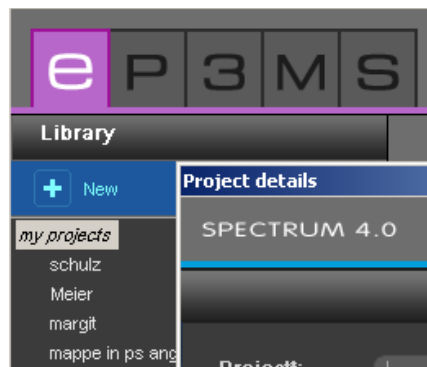 e P 3 M S
Library
New
Project details
my projects
SPECTRUM 4.0
schulz
Meier
margit
mappe in ps ang